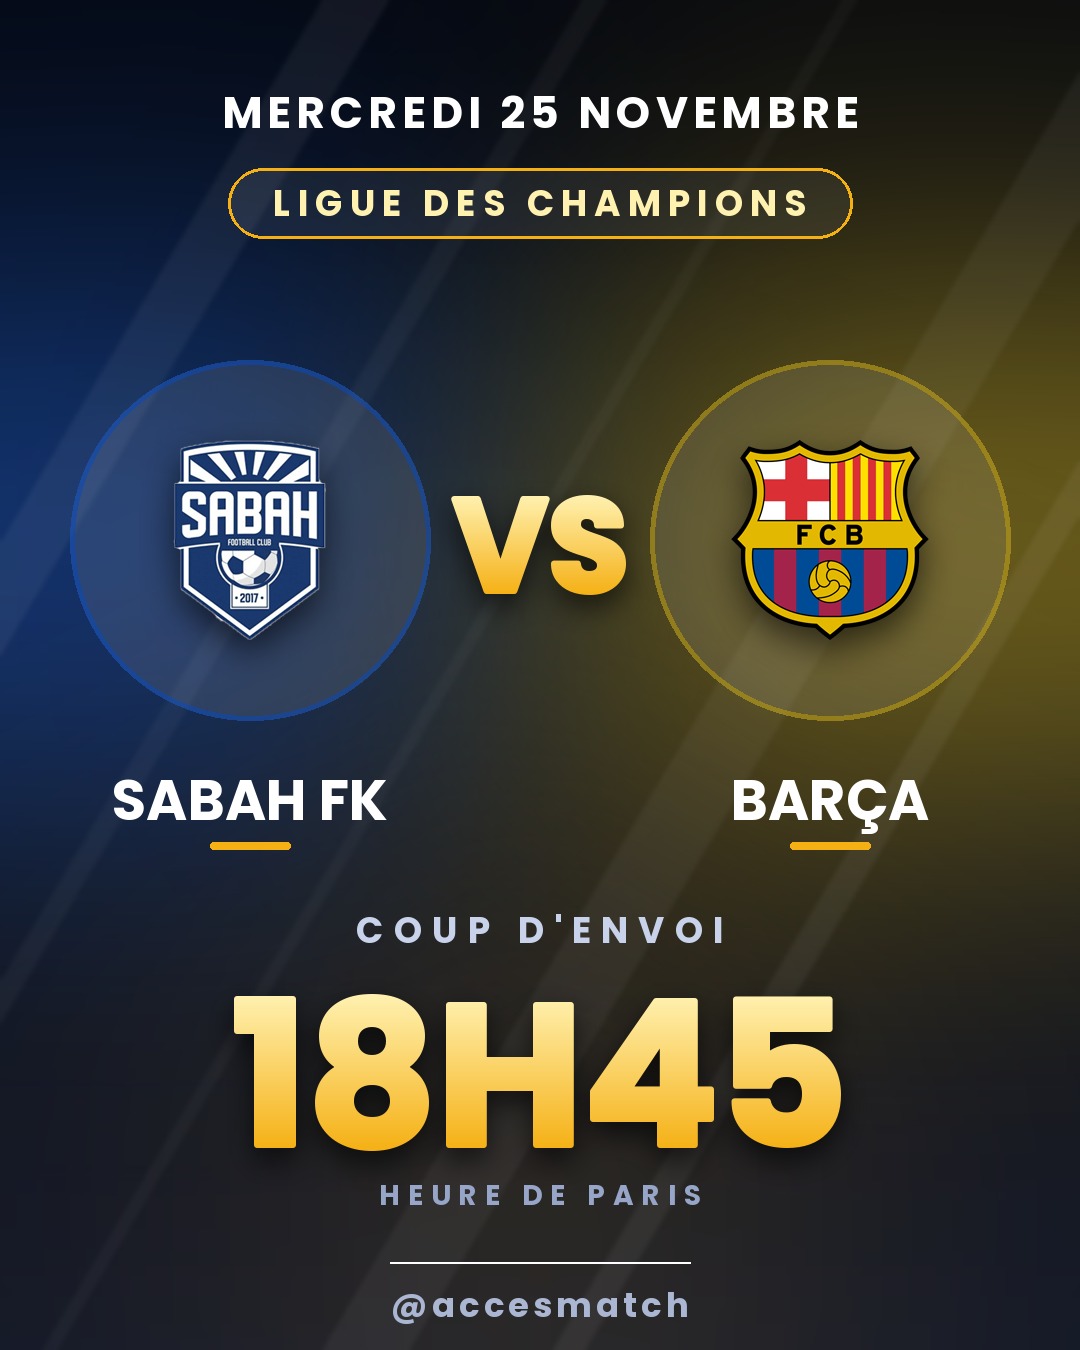 MERCREDI 25 NOVEMBRE
LIGUE DES CHAMPIONS
SABAH
FOOTBALL CLUB
• 2017 •
VS
FCB
SABAH FK
BARÇA
COUP D'ENVOI
18H45
HEURE DE PARIS
@accesmatch